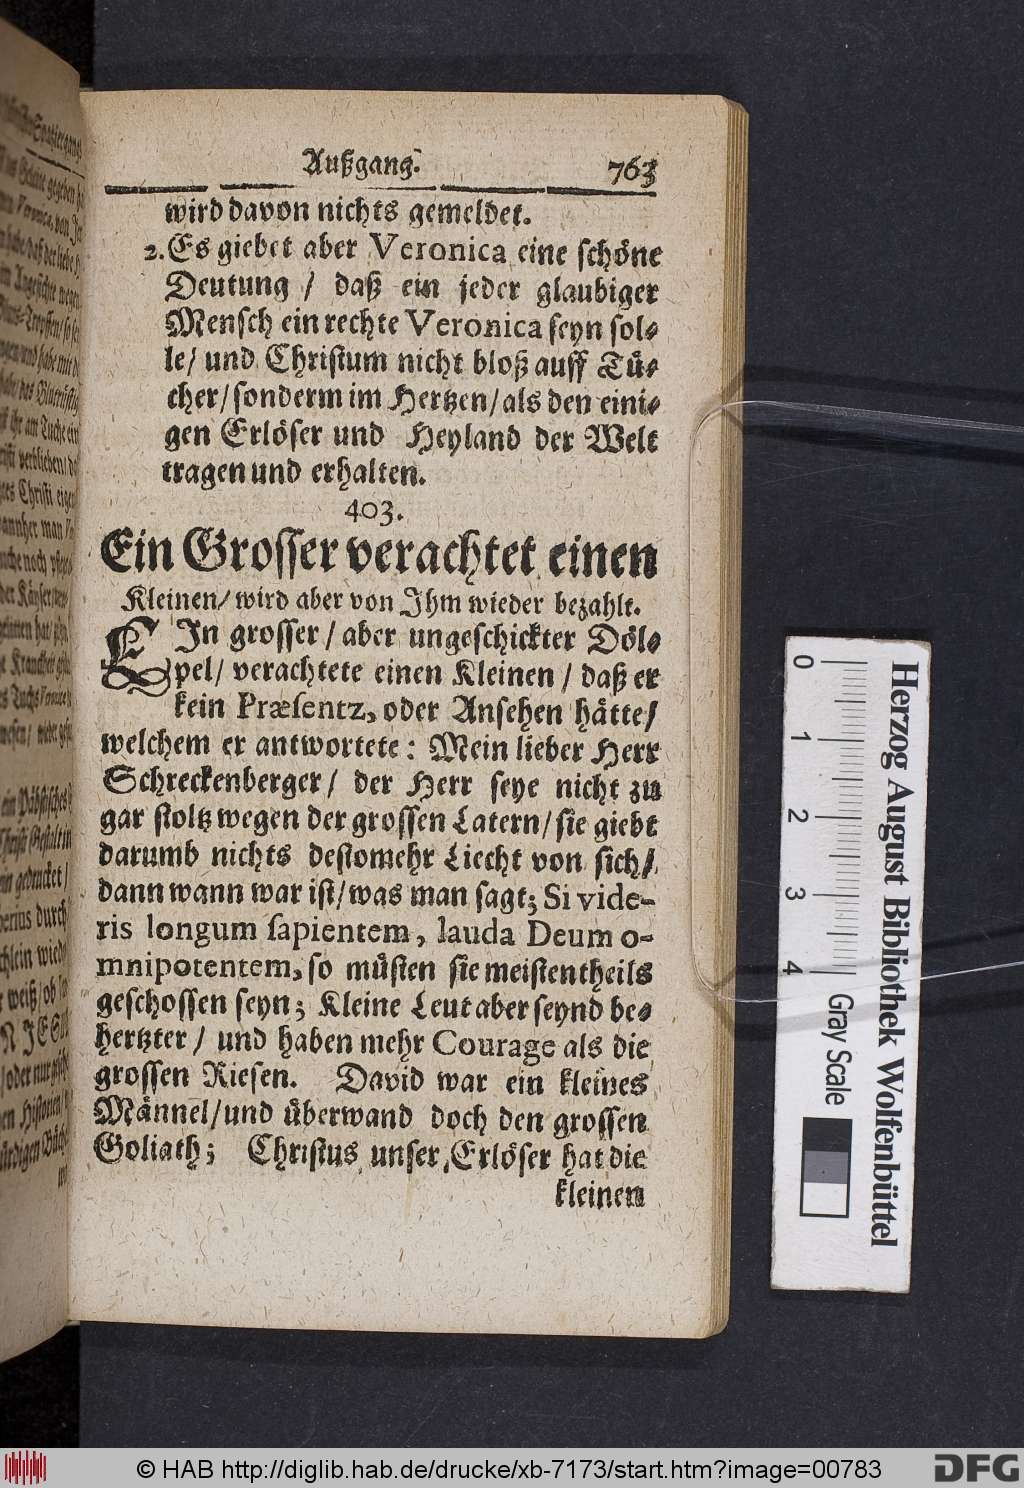 Außgang. 763
wird davon nichts gemeldet.
2. Es giebet aber Veronica eine schöne
Deutung / daß ein jeder glaubiger
Mensch ein rechte Veronica seyn sol-
le / und Christum nicht bloß auff Tü-
cher / sonderm im Hertzen / als den eini-
gen Erlöser und Heyland der Welt
tragen und erhalten.
403.
Ein Grosser verachtet einen
Kleinen / wird aber von Ihm wieder bezahlt.
EIn grosser / aber ungeschickter Döl-
pel / verachtete einen Kleinen / daß er
kein Præsentz, oder Ansehen hätte /
welchem er antwortete: Mein lieber Herr
Schreckenberger / der Herr seye nicht zu
gar stoltz wegen der grossen Latern / sie giebt
darumb nichts destomehr Liecht von sich /
dann wann war ist / was man sagt; Si vide-
ris longum sapientem, lauda Deum o-
mnipotentem, so müsten sie meistentheils
geschossen seyn; Kleine Leut aber seynd be-
hertzter / und haben mehr Courage als die
grossen Riesen. David war ein kleines
Männel / und überwand doch den grossen
Goliath; Christus unser Erlöser hat die
kleinen
0 1 2 3 4 Gray Scale
Herzog August Bibliothek Wolfenbüttel
© HAB http://diglib.hab.de/drucke/xb-7173/start.htm?image=00783
DFG